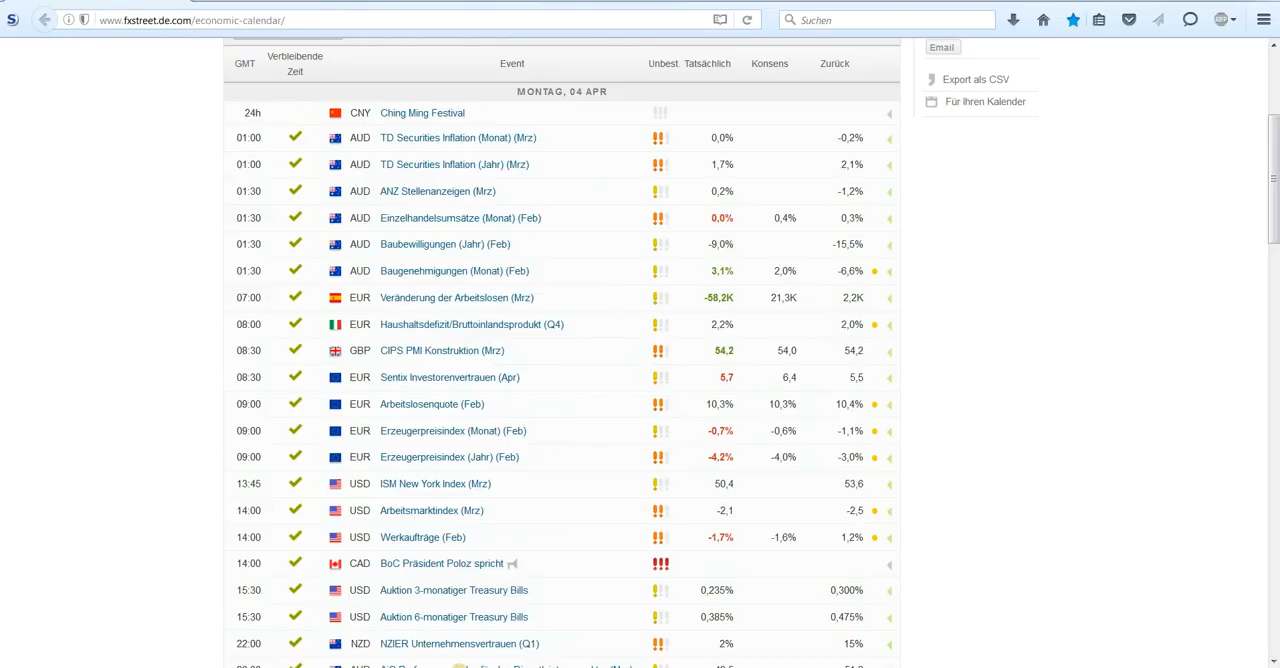 www.fxstreet.de.com/economic-calendar/ Suchen ABP
Email
GMT Verbleibende Zeit Event Unbest. Tatsächlich Konsens Zurück
Export als CSV
MONTAG, 04 APR
Für Ihren Kalender
24h CNY Ching Ming Festival
01:00 AUD TD Securities Inflation (Monat) (Mrz) 0,0% -0,2%
01:00 AUD TD Securities Inflation (Jahr) (Mrz) 1,7% 2,1%
01:30 AUD ANZ Stellenanzeigen (Mrz) 0,2% -1,2%
01:30 AUD Einzelhandelsumsätze (Monat) (Feb) 0,0% 0,4% 0,3%
01:30 AUD Baubewilligungen (Jahr) (Feb) -9,0% -15,5%
01:30 AUD Baugenehmigungen (Monat) (Feb) 3,1% 2,0% -6,6%
07:00 EUR Veränderung der Arbeitslosen (Mrz) -58,2K 21,3K 2,2K
08:00 EUR Haushaltsdefizit/Bruttoinlandsprodukt (Q4) 2,2% 2,0%
08:30 GBP CIPS PMI Konstruktion (Mrz) 54,2 54,0 54,2
08:30 EUR Sentix Investorenvertrauen (Apr) 5,7 6,4 5,5
09:00 EUR Arbeitslosenquote (Feb) 10,3% 10,3% 10,4%
09:00 EUR Erzeugerpreisindex (Monat) (Feb) -0,7% -0,6% -1,1%
09:00 EUR Erzeugerpreisindex (Jahr) (Feb) -4,2% -4,0% -3,0%
13:45 USD ISM New York Index (Mrz) 50,4 53,6
14:00 USD Arbeitsmarktindex (Mrz) -2,1 -2,5
14:00 USD Werkaufträge (Feb) -1,7% -1,6% 1,2%
14:00 CAD BoC Präsident Poloz spricht
15:30 USD Auktion 3-monatiger Treasury Bills 0,235% 0,300%
15:30 USD Auktion 6-monatiger Treasury Bills 0,385% 0,475%
22:00 NZD NZIER Unternehmensvertrauen (Q1) 2% 15%